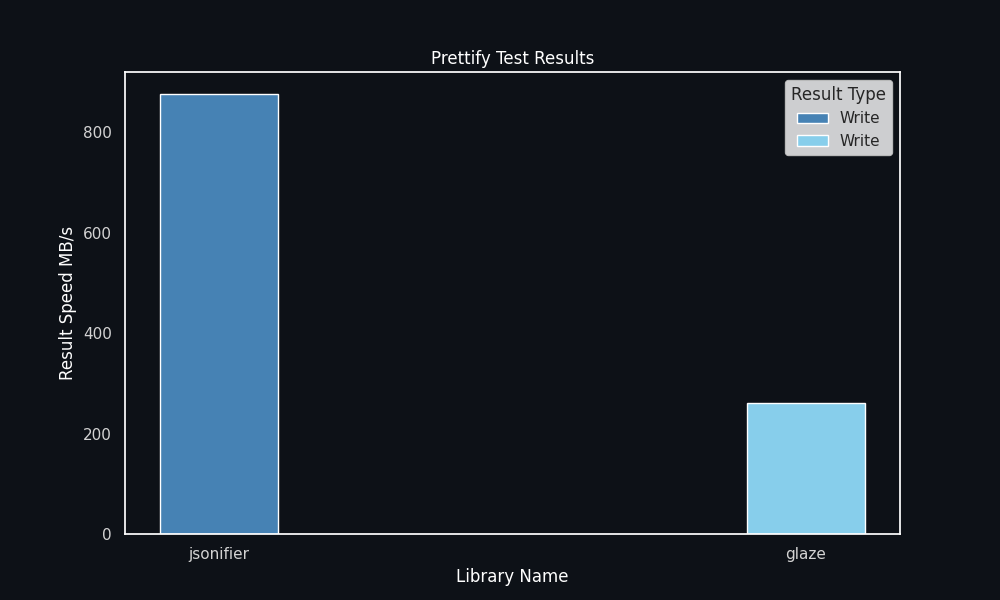 Prettify Test Results
Result Type
Write
Write
Result Speed MB/s
800
600
400
200
0
jsonifier
glaze
Library Name